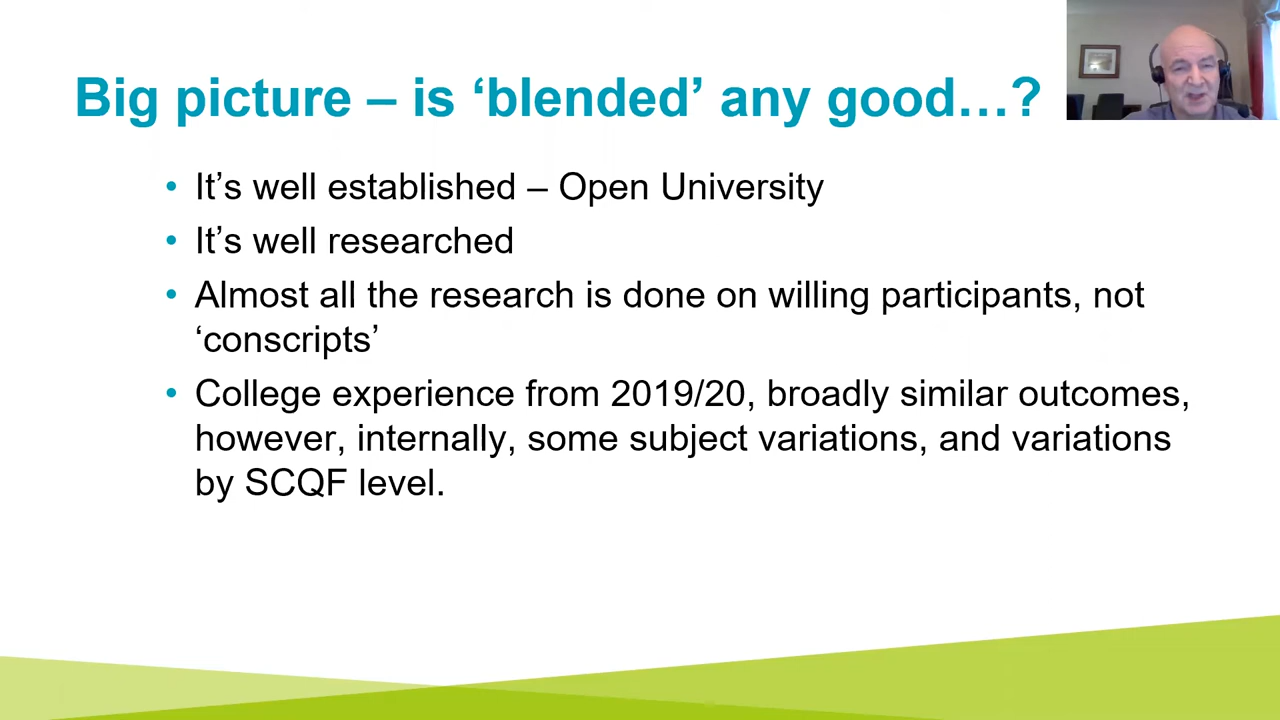 Big picture – is ‘blended’ any good…?
• It’s well established – Open University
• It’s well researched
• Almost all the research is done on willing participants, not
‘conscripts’
• College experience from 2019/20, broadly similar outcomes,
however, internally, some subject variations, and variations
by SCQF level.